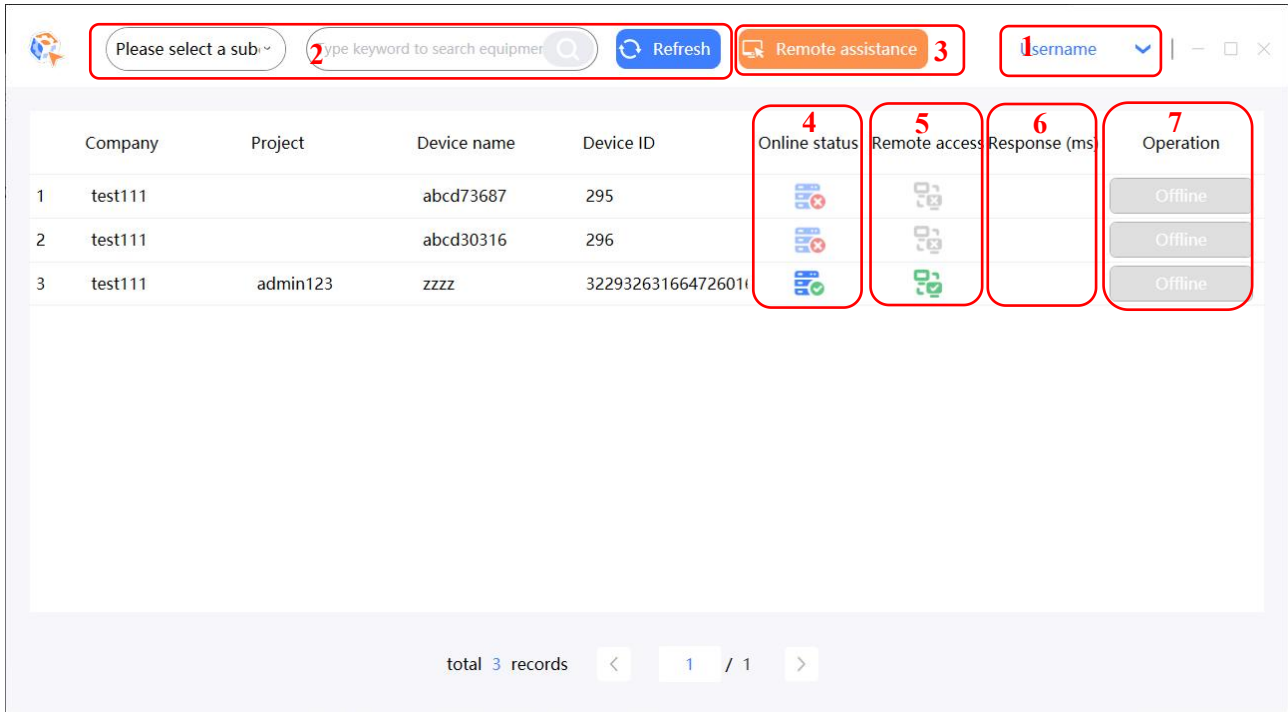 Please select a sub 2 Type keyword to search equipmer Refresh Remote assistance 3 1 Username
4 5 6 7
Company Project Device name Device ID Online status Remote access Response (ms) Operation
1 test111 abcd73687 295 Offline
2 test111 abcd30316 296 Offline
3 test111 admin123 zzzz 322932631664726016 Offline
total 3 records < 1 / 1 >